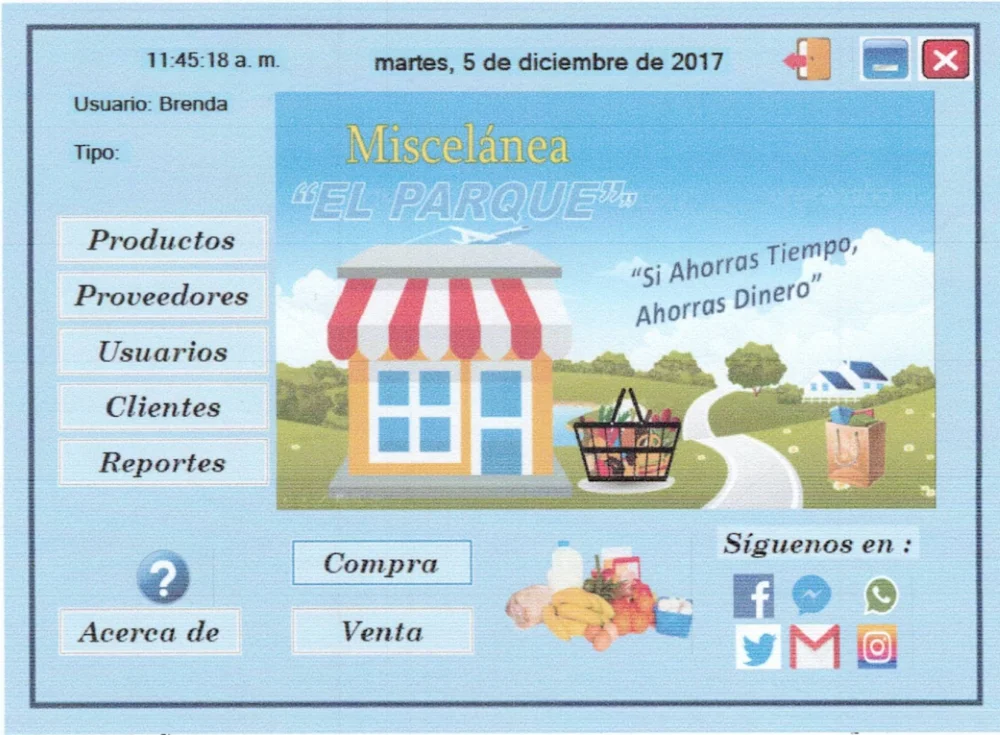 11:45:18 a. m.
martes, 5 de diciembre de 2017
Usuario: Brenda
Tipo:
Miscelánea
“EL PARQUE”
“Si Ahorras Tiempo,
Ahorras Dinero”
Productos
Proveedores
Usuarios
Clientes
Reportes
Acerca de
Compra
Venta
Síguenos en :